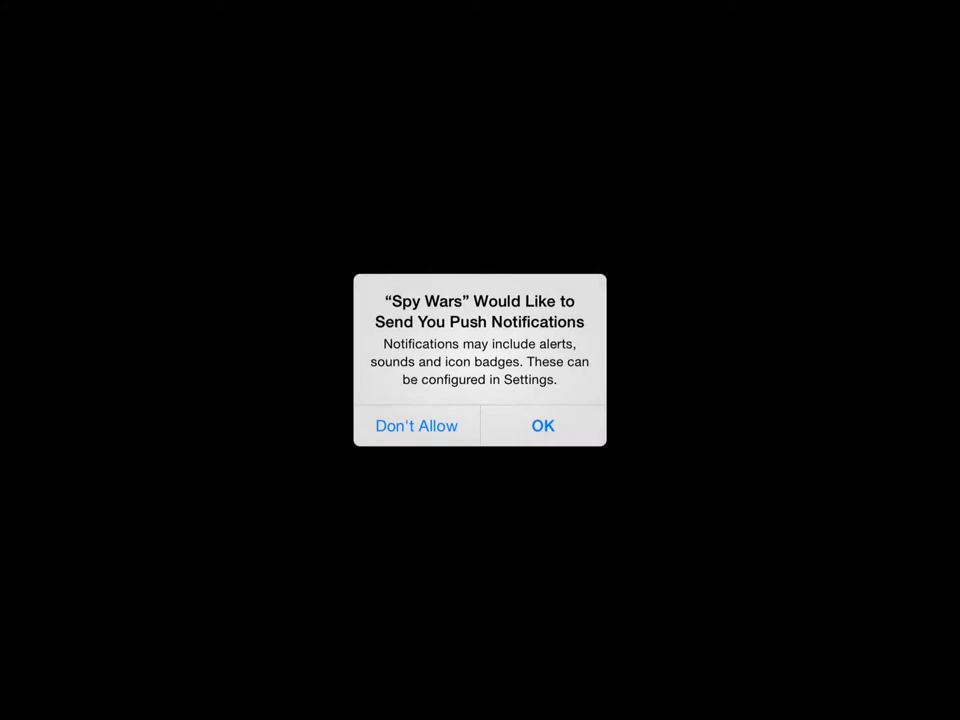 “Spy Wars” Would Like to
Send You Push Notifications
Notifications may include alerts,
sounds and icon badges. These can
be configured in Settings.
Don't Allow
OK